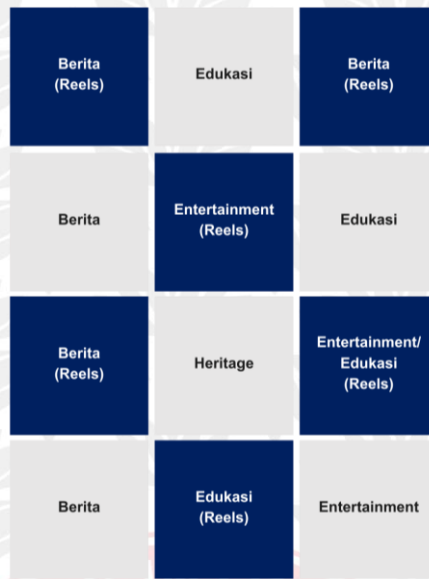 Berita
(Reels)
Edukasi
Berita
(Reels)
Berita
Entertainment
(Reels)
Edukasi
Berita
(Reels)
Heritage
Entertainment/
Edukasi
(Reels)
Berita
Edukasi
(Reels)
Entertainment